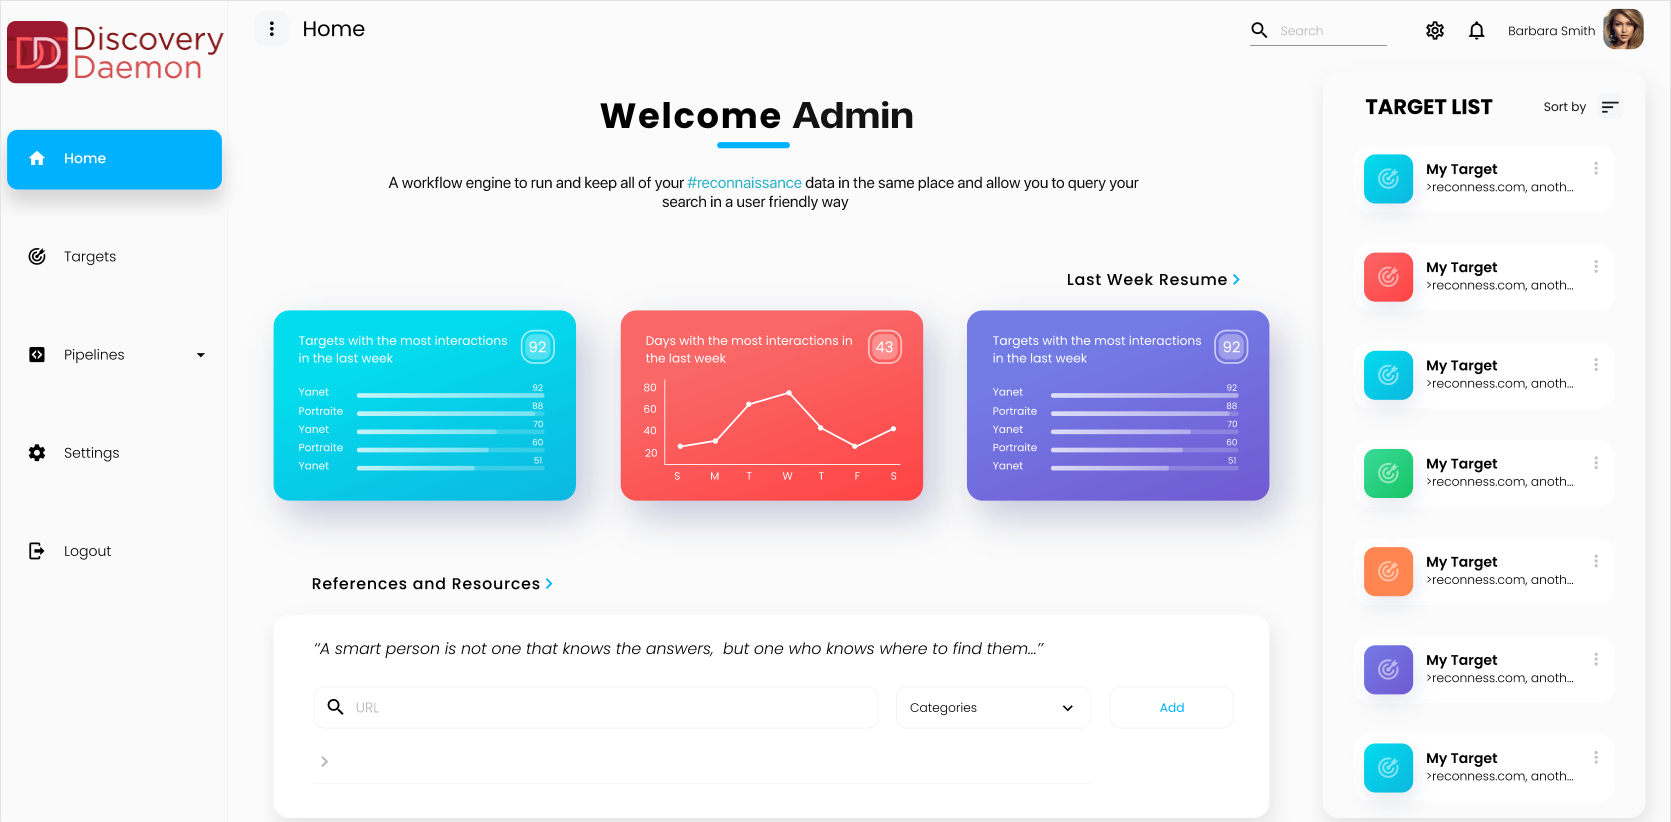 Discovery
Daemon
Home
Targets
Pipelines
Settings
Logout
Home
Search
Barbara Smith
Welcome Admin
A workflow engine to run and keep all of your #reconnaissance data in the same place and allow you to query your
search in a user friendly way
Last Week Resume
Targets with the most interactions
in the last week
92
Yanet 92
Portraite 88
Yanet 70
Portraite 60
Yanet 51
Days with the most interactions in
the last week
43
80
60
40
20
S M T W T F S
Targets with the most interactions
in the last week
92
Yanet 92
Portraite 88
Yanet 70
Portraite 60
Yanet 51
References and Resources
“A smart person is not one that knows the answers, but one who knows where to find them...”
URL
Categories
Add
TARGET LIST
Sort by
My Target
>reconness.com, anoth...
My Target
>reconness.com, anoth...
My Target
>reconness.com, anoth...
My Target
>reconness.com, anoth...
My Target
>reconness.com, anoth...
My Target
>reconness.com, anoth...
My Target
>reconness.com, anoth...